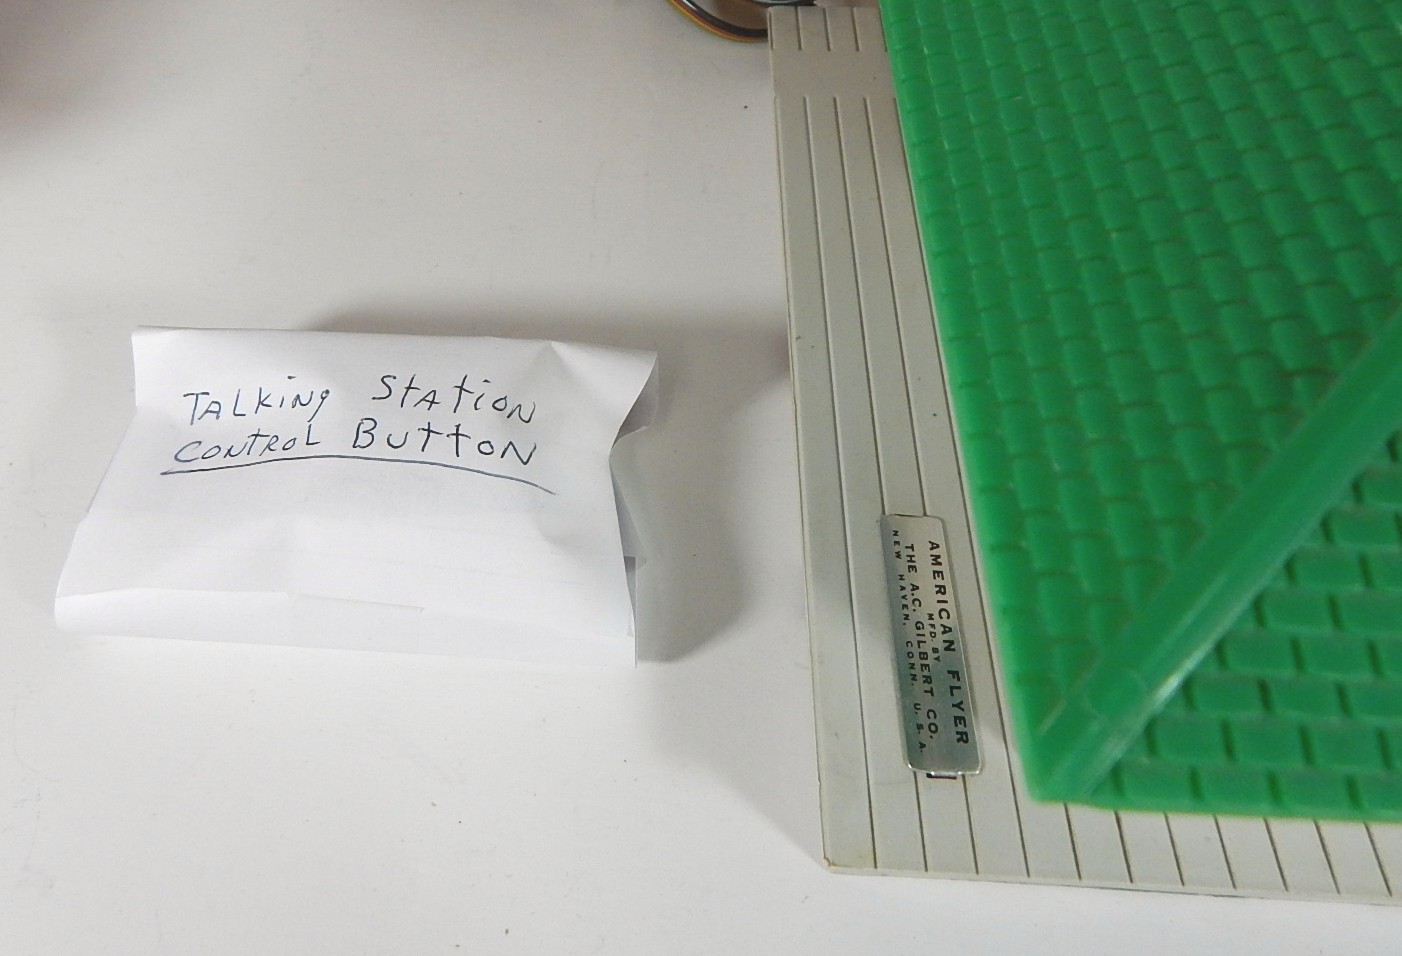 TALKiNg StAtiON
CONTROL ButtON
AMERICAN FLYER
MFD. BY
THE A.C. GILBERT CO.
NEW HAVEN, CONN. U. S. A.